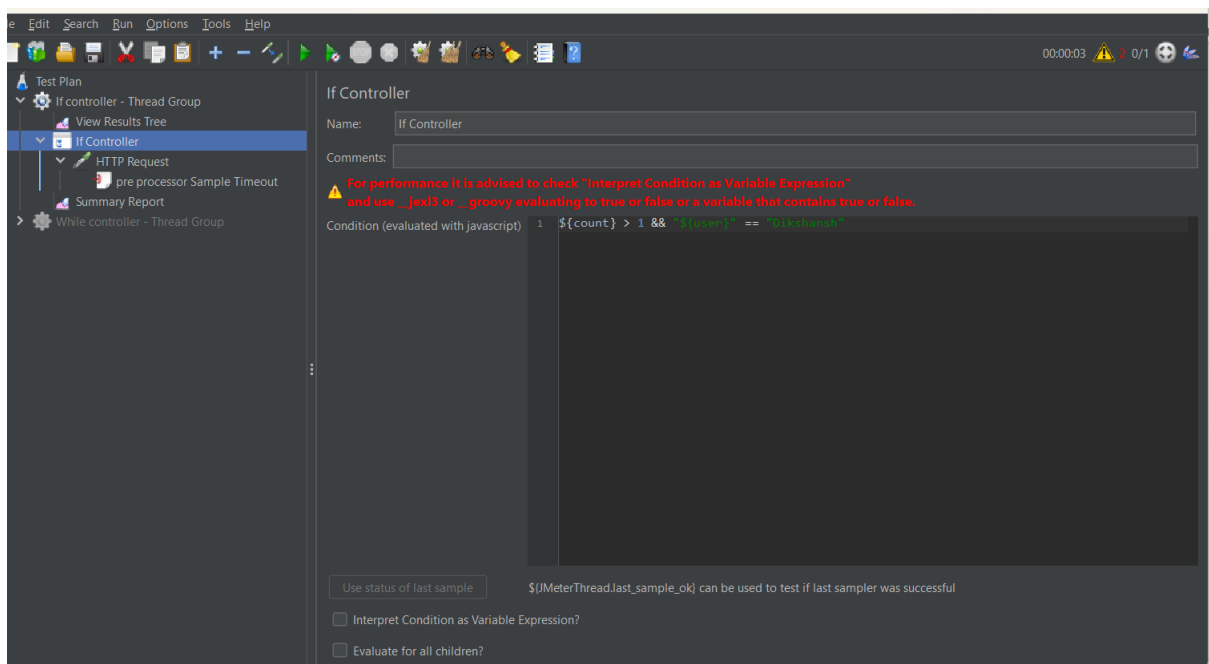 e Edit Search Run Options Tools Help
00:00:03 2 0/1
Test Plan
If controller - Thread Group
View Results Tree
If Controller
HTTP Request
pre processor Sample Timeout
Summary Report
While controller - Thread Group
If Controller
Name: If Controller
Comments:
For performance it is advised to check "Interpret Condition as Variable Expression"
and use __jexl3 or __groovy evaluating to true or false or a variable that contains true or false.
Condition (evaluated with javascript) 1 ${count} > 1 && "${user}" == "Dikshansh"
Use status of last sample ${JMeterThread.last_sample_ok} can be used to test if last sampler was successful
Interpret Condition as Variable Expression?
Evaluate for all children?